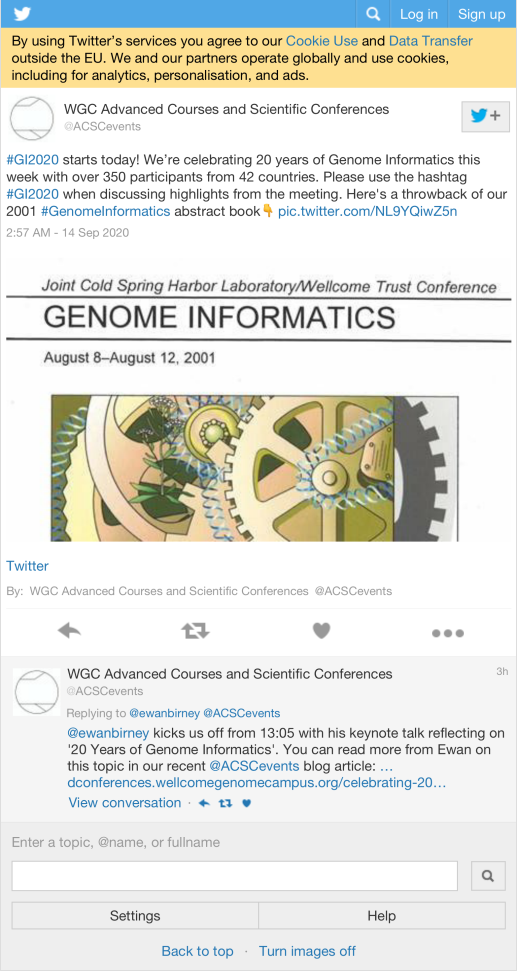 Log in
Sign up
By using Twitter's services you agree to our Cookie Use and Data Transfer
outside the EU. We and our partners operate globally and use cookies,
including for analytics, personalisation, and ads.
WGC Advanced Courses and Scientific Conferences
@ACSCevents
#GI2020 starts today! We're celebrating 20 years of Genome Informatics this
week with over 350 participants from 42 countries. Please use the hashtag
#GI2020 when discussing highlights from the meeting. Here's a throwback of our
2001 #GenomeInformatics abstract book👇 pic.twitter.com/NL9YQiwZ5n
2:57 AM - 14 Sep 2020
Joint Cold Spring Harbor Laboratory/Wellcome Trust Conference
GENOME INFORMATICS
August 8–August 12, 2001
Twitter
By: WGC Advanced Courses and Scientific Conferences @ACSCevents
WGC Advanced Courses and Scientific Conferences
3h
@ACSCevents
Replying to @ewanbirney @ACSCevents
@ewanbirney kicks us off from 13:05 with his keynote talk reflecting on
'20 Years of Genome Informatics'. You can read more from Ewan on
this topic in our recent @ACSCevents blog article: …
dconferences.wellcomegenomecampus.org/celebrating-20…
View conversation ·
Enter a topic, @name, or fullname
Settings
Help
Back to top · Turn images off